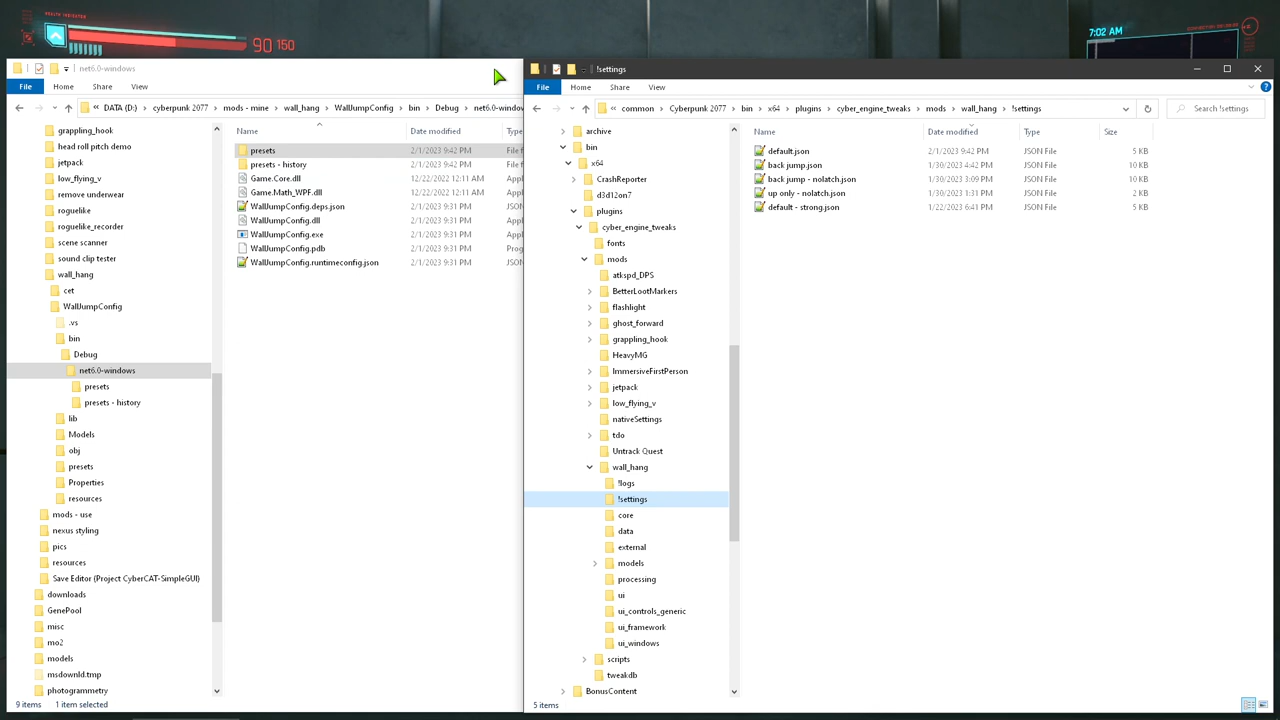 HEALTH INDICATOR
90 150
7:02 AM
net6.0-windows
File Home Share View
DATA (D:) cyberpunk 2077 mods - mine wall_hang WallJumpConfig bin Debug net6.0-window
grappling_hook
head roll pitch demo
jetpack
low_flying_v
remove underwear
roguelike
roguelike_recorder
scene scanner
sound clip tester
wall_hang
cet
WallJumpConfig
.vs
bin
Debug
net6.0-windows
presets
presets - history
lib
Models
obj
presets
Properties
resources
mods - use
nexus styling
pics
resources
Save Editor (Project CyberCAT-SimpleGUI)
downloads
GenePool
misc
mo2
models
msdownld.tmp
photogrammetry
Name Date modified Type
presets 2/1/2023 9:42 PM File f
presets - history 2/1/2023 9:42 PM File f
Game.Core.dll 12/22/2022 12:11 AM Appl
Game.Math_WPF.dll 12/22/2022 12:11 AM Appl
WallJumpConfig.deps.json 2/1/2023 9:31 PM JSON
WallJumpConfig.dll 2/1/2023 9:31 PM Appl
WallJumpConfig.exe 2/1/2023 9:31 PM Appl
WallJumpConfig.pdb 2/1/2023 9:31 PM Prog
WallJumpConfig.runtimeconfig.json 2/1/2023 9:31 PM JSON
9 items 1 item selected
!settings
File Home Share View
common Cyberpunk 2077 bin x64 plugins cyber_engine_tweaks mods wall_hang !settings
Search !settings
archive
bin
x64
CrashReporter
d3d12on7
plugins
cyber_engine_tweaks
fonts
mods
atkspd_DPS
BetterLootMarkers
flashlight
ghost_forward
grappling_hook
HeavyMG
ImmersiveFirstPerson
jetpack
low_flying_v
nativeSettings
tdo
Untrack Quest
wall_hang
!logs
!settings
core
data
external
models
processing
ui
ui_controls_generic
ui_framework
ui_windows
scripts
tweakdb
BonusContent
Name Date modified Type Size
default.json 2/1/2023 9:42 PM JSON File 5 KB
back jump.json 1/30/2023 4:42 PM JSON File 10 KB
back jump - nolatch.json 1/30/2023 3:09 PM JSON File 10 KB
up only - nolatch.json 1/30/2023 1:31 PM JSON File 2 KB
default - strong.json 1/22/2023 6:41 PM JSON File 5 KB
5 items